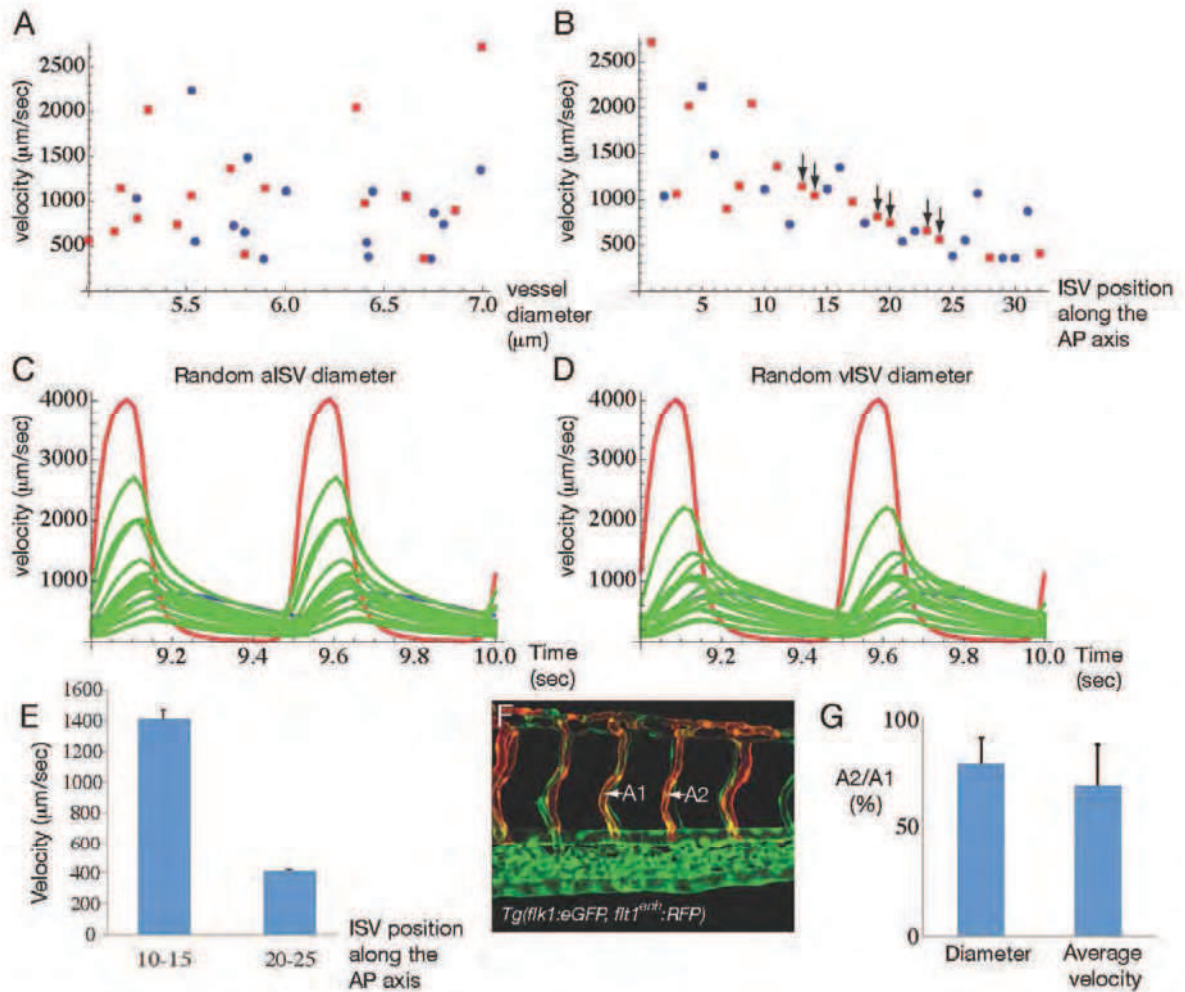 A
velocity (μm/sec)
2500
2000
1500
1000
500
5.5
6.0
6.5
7.0
vessel
diameter
(μm)
B
velocity (μm/sec)
2500
2000
1500
1000
500
5
10
15
20
25
30
ISV position
along the
AP axis
C
Random aISV diameter
velocity (μm/sec)
4000
3000
2000
1000
9.2
9.4
9.6
9.8
10.0
Time
(sec)
D
Random vISV diameter
velocity (μm/sec)
4000
3000
2000
1000
9.2
9.4
9.6
9.8
10.0
Time
(sec)
E
Velocity (μm/sec)
1600
1400
1200
1000
800
600
400
200
0
10-15
20-25
ISV position
along the
AP axis
F
A1
A2
Tg(flk1:eGFP, flt1enh:RFP)
G
A2/A1
(%)
100
50
0
Diameter
Average
velocity